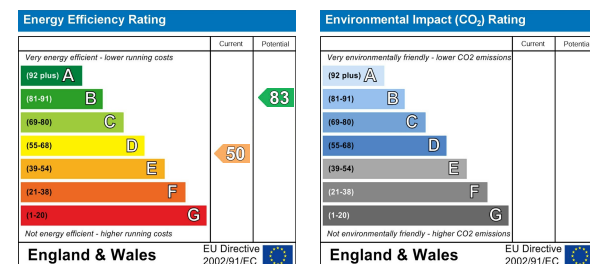 Energy Efficiency Rating
Current Potential
Very energy efficient - lower running costs
(92 plus) A
(81-91) B
83
(69-80) C
(55-68) D
50
(39-54) E
(21-38) F
(1-20) G
Not energy efficient - higher running costs
England & Wales
EU Directive
2002/91/EC
Environmental Impact (CO₂) Rating
Current Potentia
Very environmentally friendly - lower CO2 emissions
(92 plus) A
(81-91) B
(69-80) C
(55-68) D
(39-54) E
(21-38) F
(1-20) G
Not environmentally friendly - higher CO2 emissions
England & Wales
EU Directive
2002/91/EC